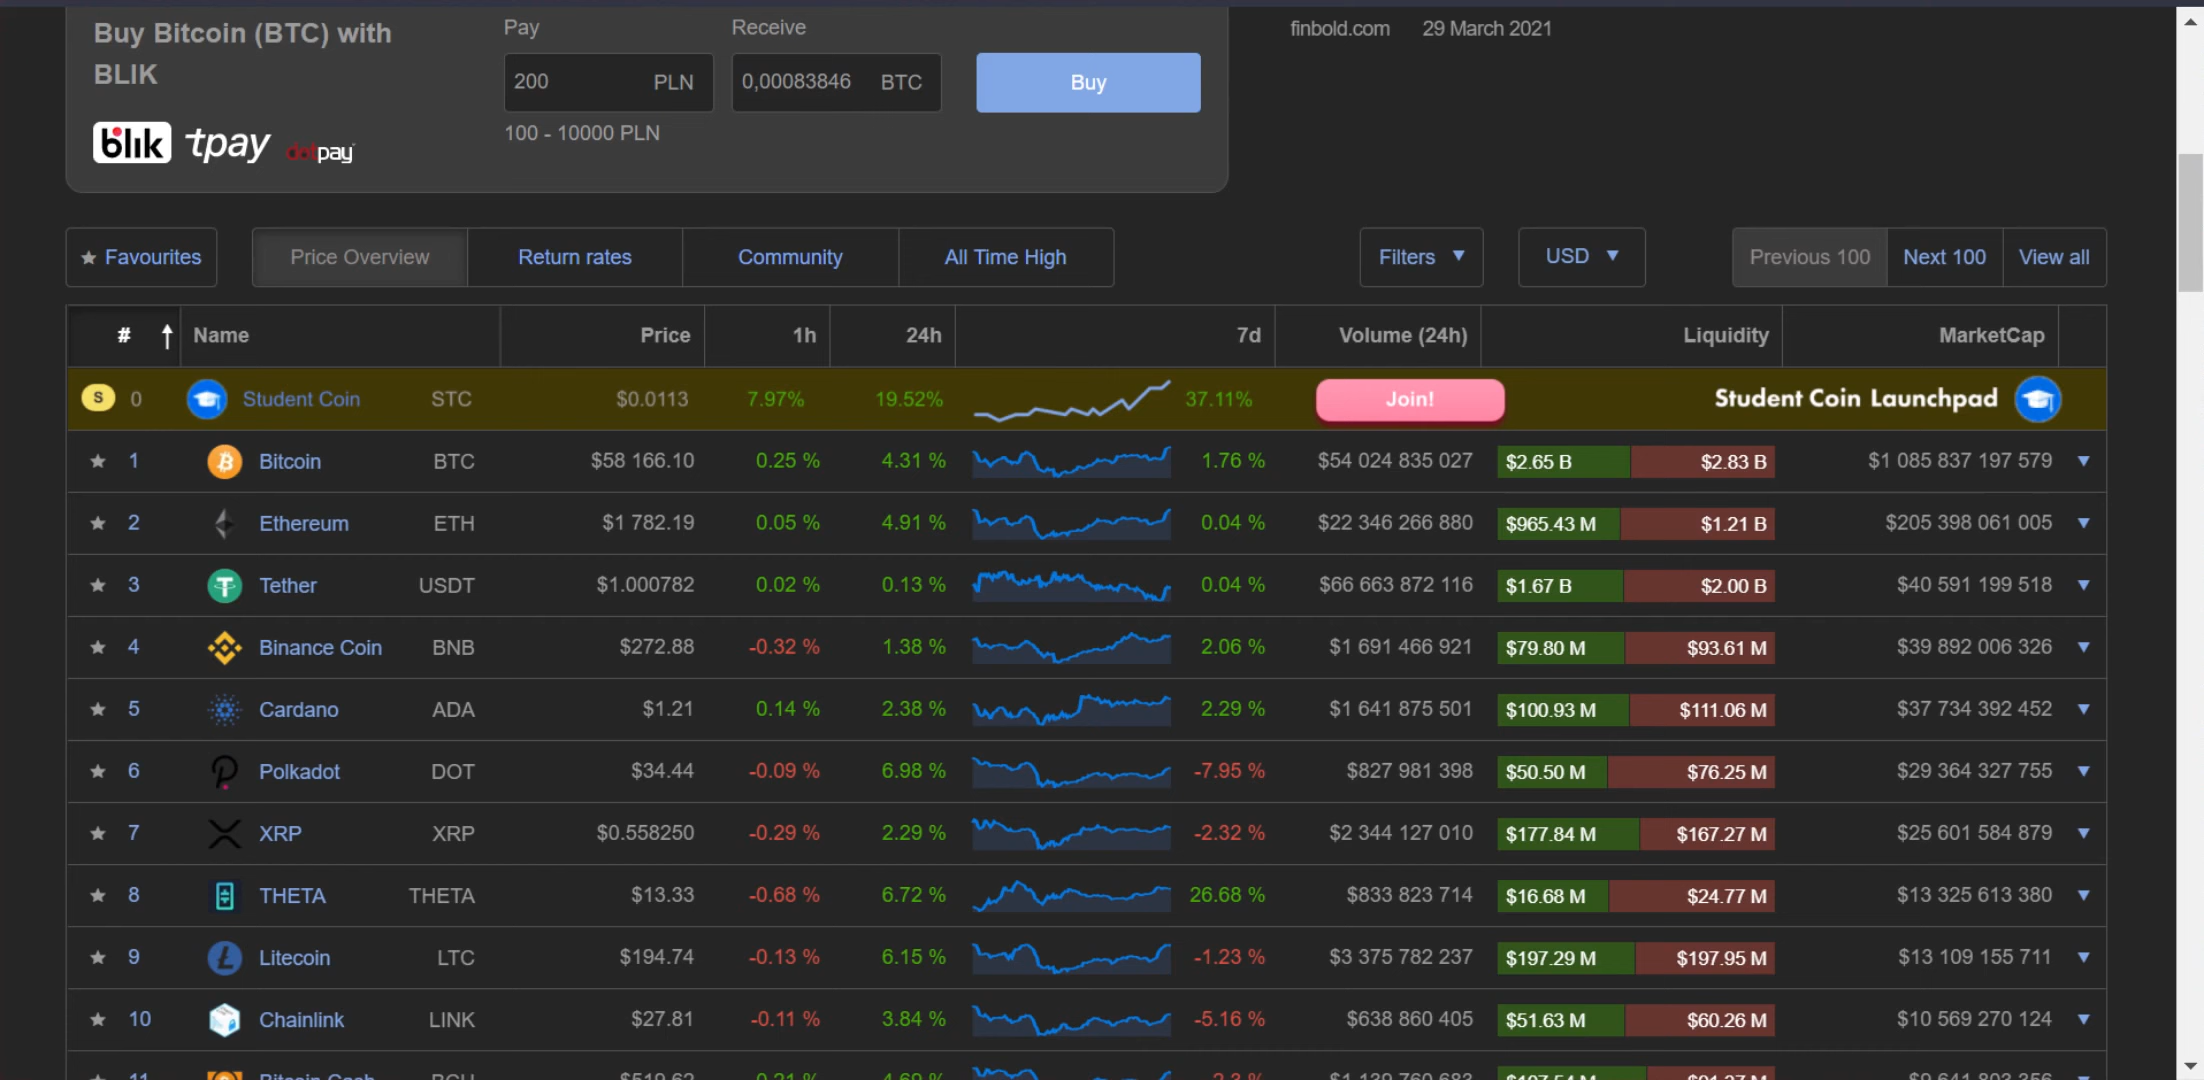 Buy Bitcoin (BTC) with
BLIK
Pay
Receive
200 PLN
0,00083846 BTC
Buy
100 - 10000 PLN
blik tpay dotpay
finbold.com 29 March 2021
Favourites
Price Overview Return rates Community All Time High
Filters USD Previous 100 Next 100 View all
# Name Price 1h 24h 7d Volume (24h) Liquidity MarketCap
S 0 Student Coin STC $0.0113 7.97% 19.52% 37.11% Join! Student Coin Launchpad
1 Bitcoin BTC $58 166.10 0.25 % 4.31 % 1.76 % $54 024 835 027 $2.65 B $2.83 B $1 085 837 197 579
2 Ethereum ETH $1 782.19 0.05 % 4.91 % 0.04 % $22 346 266 880 $965.43 M $1.21 B $205 398 061 005
3 Tether USDT $1.000782 0.02 % 0.13 % 0.04 % $66 663 872 116 $1.67 B $2.00 B $40 591 199 518
4 Binance Coin BNB $272.88 -0.32 % 1.38 % 2.06 % $1 691 466 921 $79.80 M $93.61 M $39 892 006 326
5 Cardano ADA $1.21 0.14 % 2.38 % 2.29 % $1 641 875 501 $100.93 M $111.06 M $37 734 392 452
6 Polkadot DOT $34.44 -0.09 % 6.98 % -7.95 % $827 981 398 $50.50 M $76.25 M $29 364 327 755
7 XRP XRP $0.558250 -0.29 % 2.29 % -2.32 % $2 344 127 010 $177.84 M $167.27 M $25 601 584 879
8 THETA THETA $13.33 -0.68 % 6.72 % 26.68 % $833 823 714 $16.68 M $24.77 M $13 325 613 380
9 Litecoin LTC $194.74 -0.13 % 6.15 % -1.23 % $3 375 782 237 $197.29 M $197.95 M $13 109 155 711
10 Chainlink LINK $27.81 -0.11 % 3.84 % -5.16 % $638 860 405 $51.63 M $60.26 M $10 569 270 124
11 Bitcoin Cash BCH